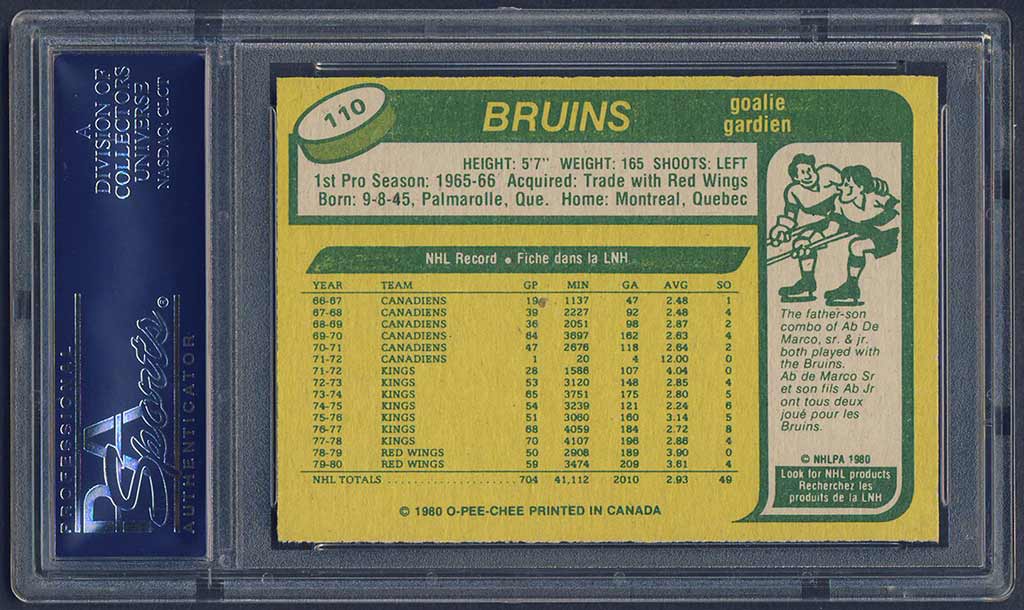 A
DIVISION OF
COLLECTORS
UNIVERSE
NASDAQ: CLCT
PROFESSIONAL
PSA
Sports®
AUTHENTICATOR
110
BRUINS
goalie
gardien
HEIGHT: 5'7" WEIGHT: 165 SHOOTS: LEFT
1st Pro Season: 1965-66 Acquired: Trade with Red Wings
Born: 9-8-45, Palmarolle, Que. Home: Montreal, Quebec
NHL Record • Fiche dans la LNH
YEAR TEAM GP MIN GA AVG SO
66-67 CANADIENS 19 1137 47 2.48 1
67-68 CANADIENS 39 2227 92 2.48 4
68-69 CANADIENS 36 2051 98 2.87 2
69-70 CANADIENS 64 3697 162 2.63 4
70-71 CANADIENS 47 2676 118 2.64 2
71-72 CANADIENS 1 20 4 12.00 0
71-72 KINGS 28 1586 107 4.04 0
72-73 KINGS 53 3120 148 2.85 4
73-74 KINGS 65 3751 175 2.80 5
74-75 KINGS 54 3239 121 2.24 6
75-76 KINGS 51 3060 160 3.14 5
76-77 KINGS 68 4059 184 2.72 8
77-78 KINGS 70 4107 196 2.86 4
78-79 RED WINGS 50 2908 189 3.90 0
79-80 RED WINGS 59 3474 209 3.61 4
NHL TOTALS 704 41,112 2010 2.93 49
© 1980 O-PEE-CHEE PRINTED IN CANADA
The father-son
combo of Ab De
Marco, sr. & jr.
both played with
the Bruins.
Ab de Marco Sr
et son fils Ab Jr
ont tous deux
joué pour les
Bruins.
© NHLPA 1980
Look for NHL products
Recherchez les
produits de la LNH